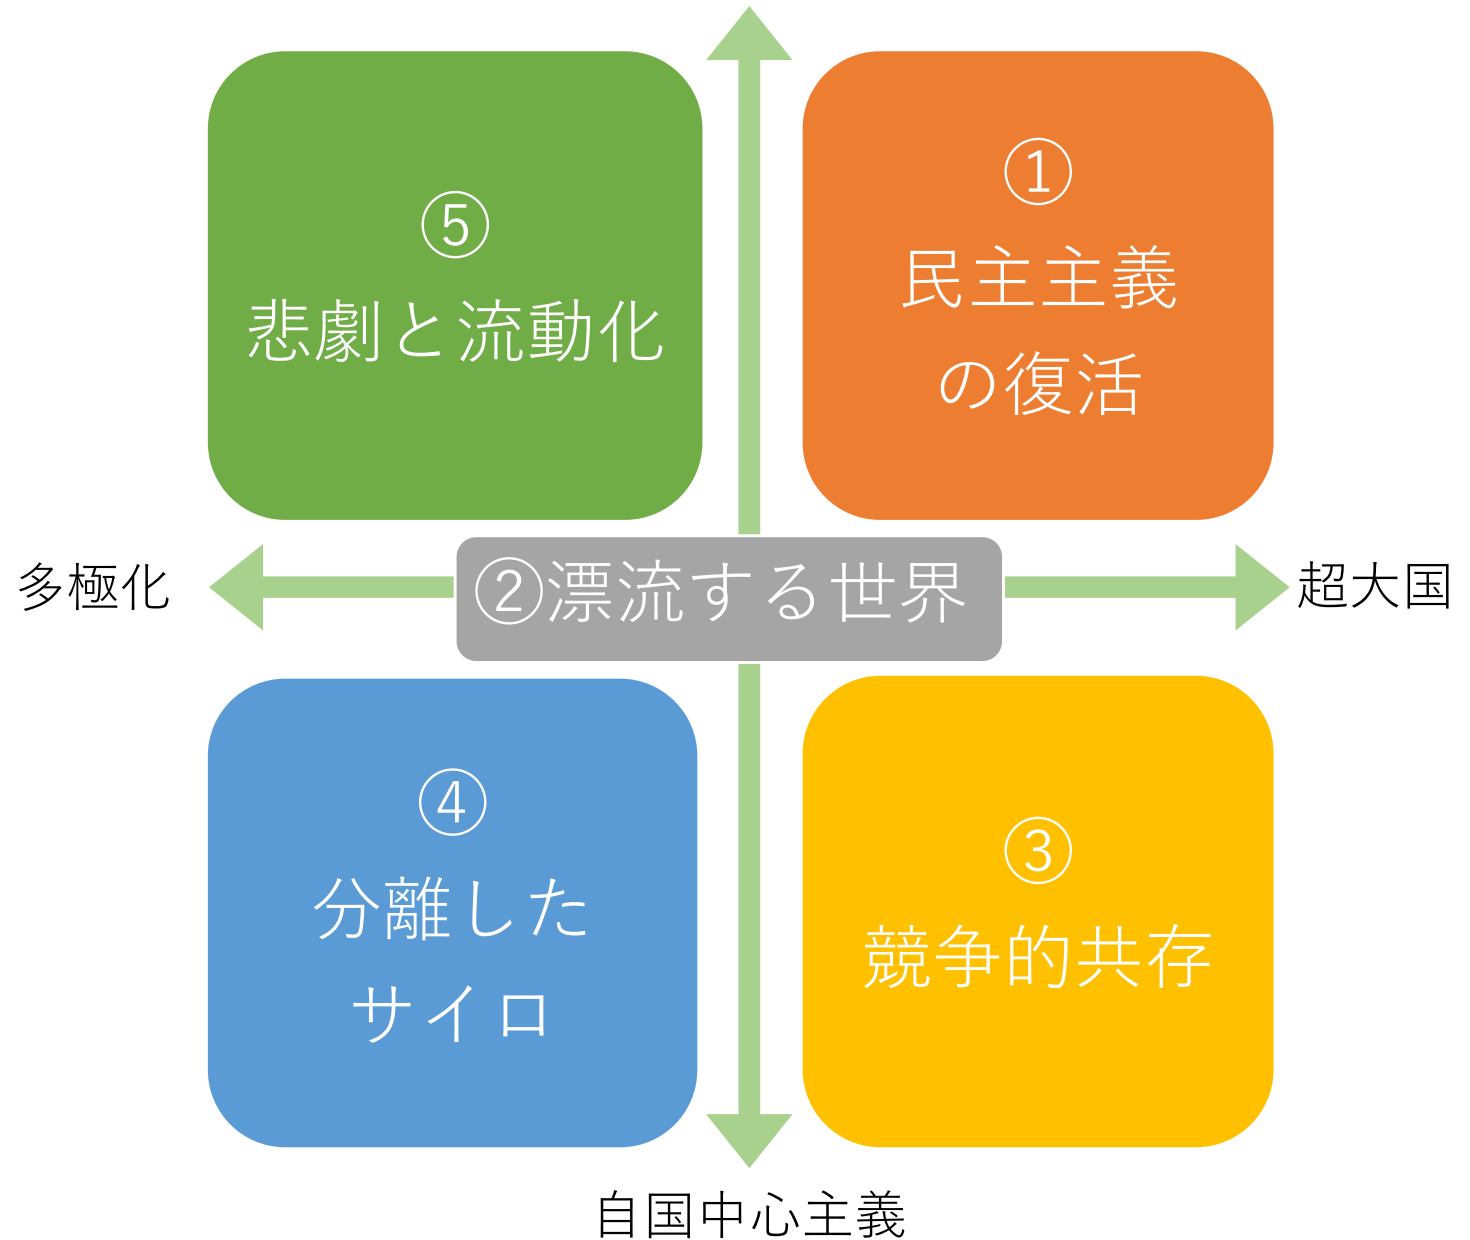 ⑤
悲劇と流動化
①
民主主義
の復活
多極化
②漂流する世界
超大国
④
分離した
サイロ
③
競争的共存
自国中心主義